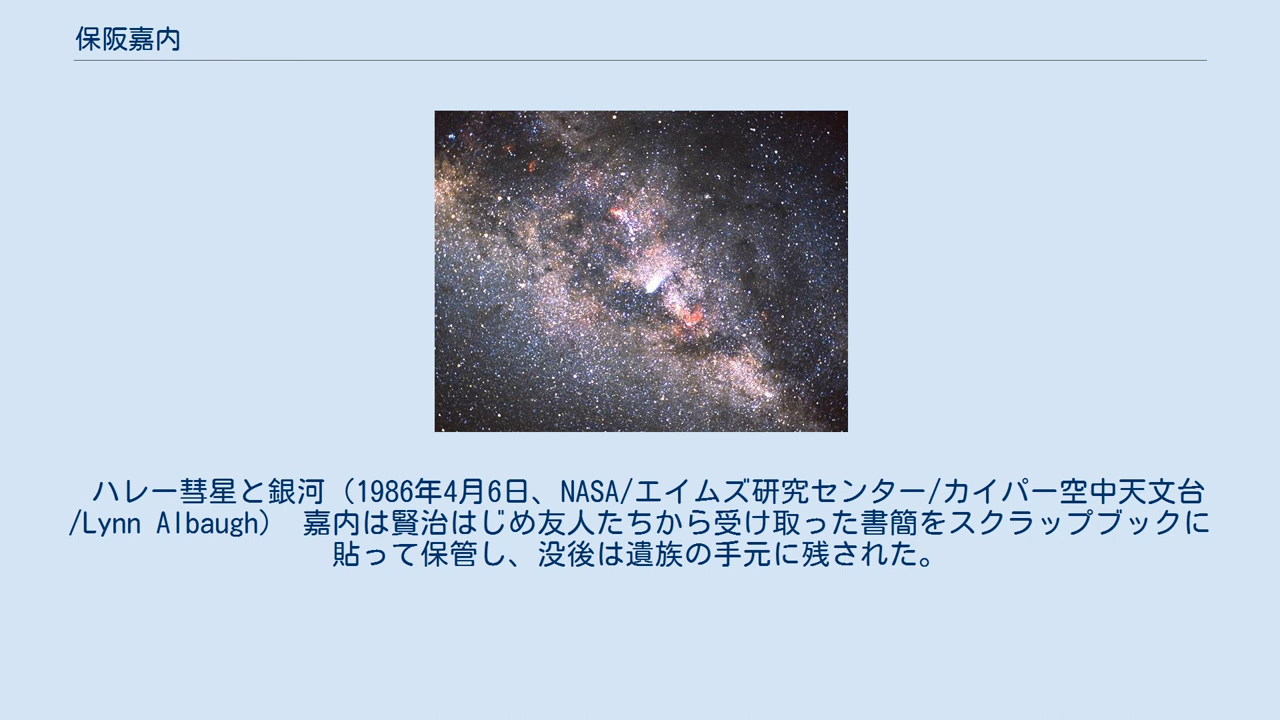 保阪嘉内
ハレー彗星と銀河（1986年4月6日、NASA/エイムズ研究センター/カイパー空中天文台
/Lynn Albaugh） 嘉内は賢治はじめ友人たちから受け取った書簡をスクラップブックに
貼って保管し、没後は遺族の手元に残された。